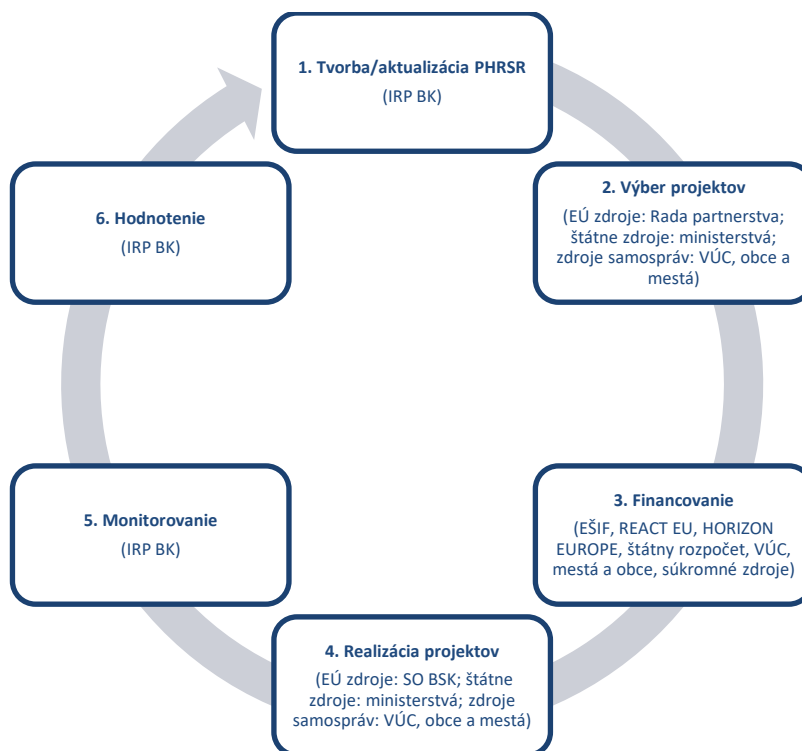 1. Tvorba/aktualizácia PHRSR
(IRP BK)
2. Výber projektov
(EÚ zdroje: Rada partnerstva;
štátne zdroje: ministerstvá;
zdroje samospráv: VÚC, obce a
mestá)
3. Financovanie
(EŠIF, REACT EU, HORIZON
EUROPE, štátny rozpočet, VÚC,
mestá a obce, súkromné zdroje)
4. Realizácia projektov
(EÚ zdroje: SO BSK; štátne
zdroje: ministerstvá; zdroje
samospráv: VÚC, obce a mestá)
5. Monitorovanie
(IRP BK)
6. Hodnotenie
(IRP BK)